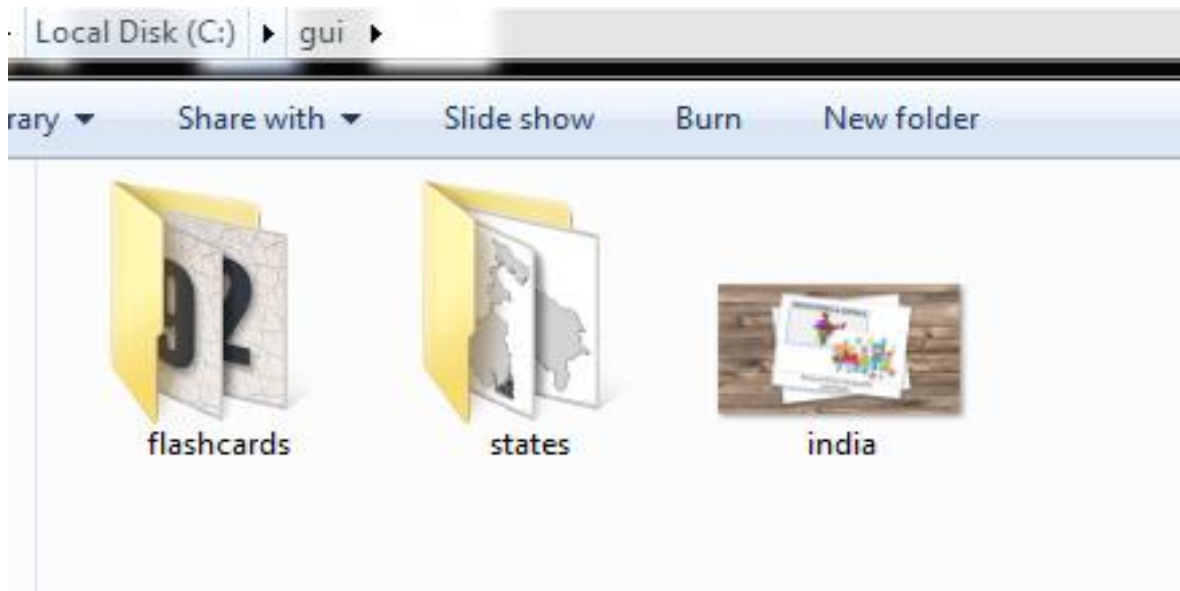 Local Disk (C:) gui
rary Share with Slide show Burn New folder
flashcards states india
92